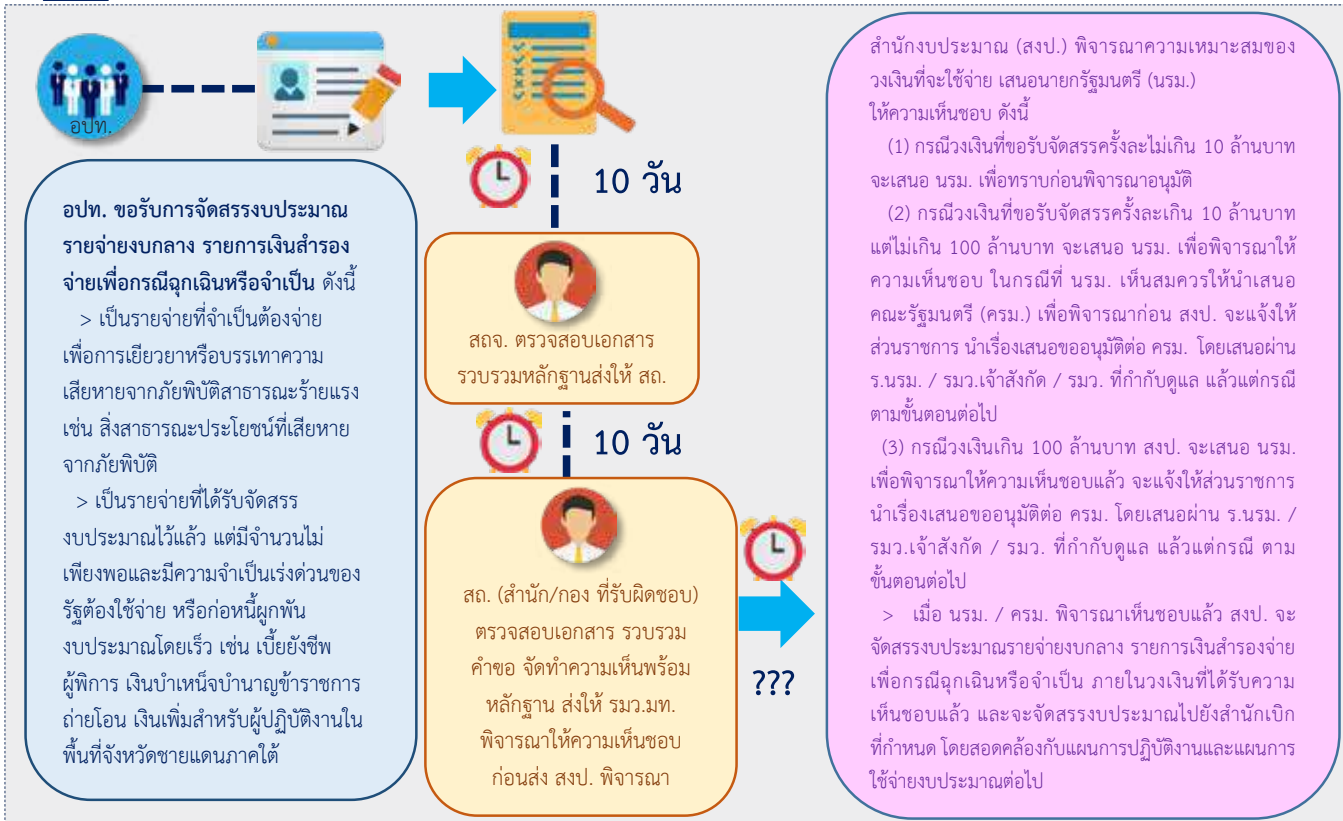 อปท.
อปท. ขอรับการจัดสรรงบประมาณ
รายจ่ายงบกลาง รายการเงินสำรอง
จ่ายเพื่อกรณีฉุกเฉินหรือจำเป็น ดังนี้
> เป็นรายจ่ายที่จำเป็นต้องจ่าย
เพื่อการเยียวยาหรือบรรเทาความ
เสียหายจากภัยพิบัติสาธารณะร้ายแรง
เช่น สิ่งสาธารณะประโยชน์ที่เสียหาย
จากภัยพิบัติ
> เป็นรายจ่ายที่ได้รับจัดสรร
งบประมาณไว้แล้ว แต่มีจำนวนไม่
เพียงพอและมีความจำเป็นเร่งด่วนของ
รัฐต้องใช้จ่าย หรือก่อหนี้ผูกพัน
งบประมาณโดยเร็ว เช่น เบี้ยยังชีพ
ผู้พิการ เงินบำเหน็จบำนาญข้าราชการ
ถ่ายโอน เงินเพิ่มสำหรับผู้ปฏิบัติงานใน
พื้นที่จังหวัดชายแดนภาคใต้
10 วัน
สถจ. ตรวจสอบเอกสาร
รวบรวมหลักฐานส่งให้ สถ.
10 วัน
สถ. (สำนัก/กอง ที่รับผิดชอบ)
ตรวจสอบเอกสาร รวบรวม
คำขอ จัดทำความเห็นพร้อม
หลักฐาน ส่งให้ รมว.มท.
พิจารณาให้ความเห็นชอบ
ก่อนส่ง สงป. พิจารณา
???
สำนักงบประมาณ (สงป.) พิจารณาความเหมาะสมของ
วงเงินที่จะใช้จ่าย เสนอนายกรัฐมนตรี (นรม.)
ให้ความเห็นชอบ ดังนี้
(1) กรณีวงเงินที่ขอรับจัดสรรครั้งละไม่เกิน 10 ล้านบาท
จะเสนอ นรม. เพื่อทราบก่อนพิจารณาอนุมัติ
(2) กรณีวงเงินที่ขอรับจัดสรรครั้งละเกิน 10 ล้านบาท
แต่ไม่เกิน 100 ล้านบาท จะเสนอ นรม. เพื่อพิจารณาให้
ความเห็นชอบ ในกรณีที่ นรม. เห็นสมควรให้นำเสนอ
คณะรัฐมนตรี (ครม.) เพื่อพิจารณาก่อน สงป. จะแจ้งให้
ส่วนราชการ นำเรื่องเสนอขออนุมัติต่อ ครม. โดยเสนอผ่าน
ร.นรม. / รมว.เจ้าสังกัด / รมว. ที่กำกับดูแล แล้วแต่กรณี
ตามขั้นตอนต่อไป
(3) กรณีวงเงินเกิน 100 ล้านบาท สงป. จะเสนอ นรม.
เพื่อพิจารณาให้ความเห็นชอบแล้ว จะแจ้งให้ส่วนราชการ
นำเรื่องเสนอขออนุมัติต่อ ครม. โดยเสนอผ่าน ร.นรม. /
รมว.เจ้าสังกัด / รมว. ที่กำกับดูแล แล้วแต่กรณี ตาม
ขั้นตอนต่อไป
> เมื่อ นรม. / ครม. พิจารณาเห็นชอบแล้ว สงป. จะ
จัดสรรงบประมาณรายจ่ายงบกลาง รายการเงินสำรองจ่าย
เพื่อกรณีฉุกเฉินหรือจำเป็น ภายในวงเงินที่ได้รับความ
เห็นชอบแล้ว และจะจัดสรรงบประมาณไปยังสำนักเบิก
ที่กำหนด โดยสอดคล้องกับแผนการปฏิบัติงานและแผนการ
ใช้จ่ายงบประมาณต่อไป